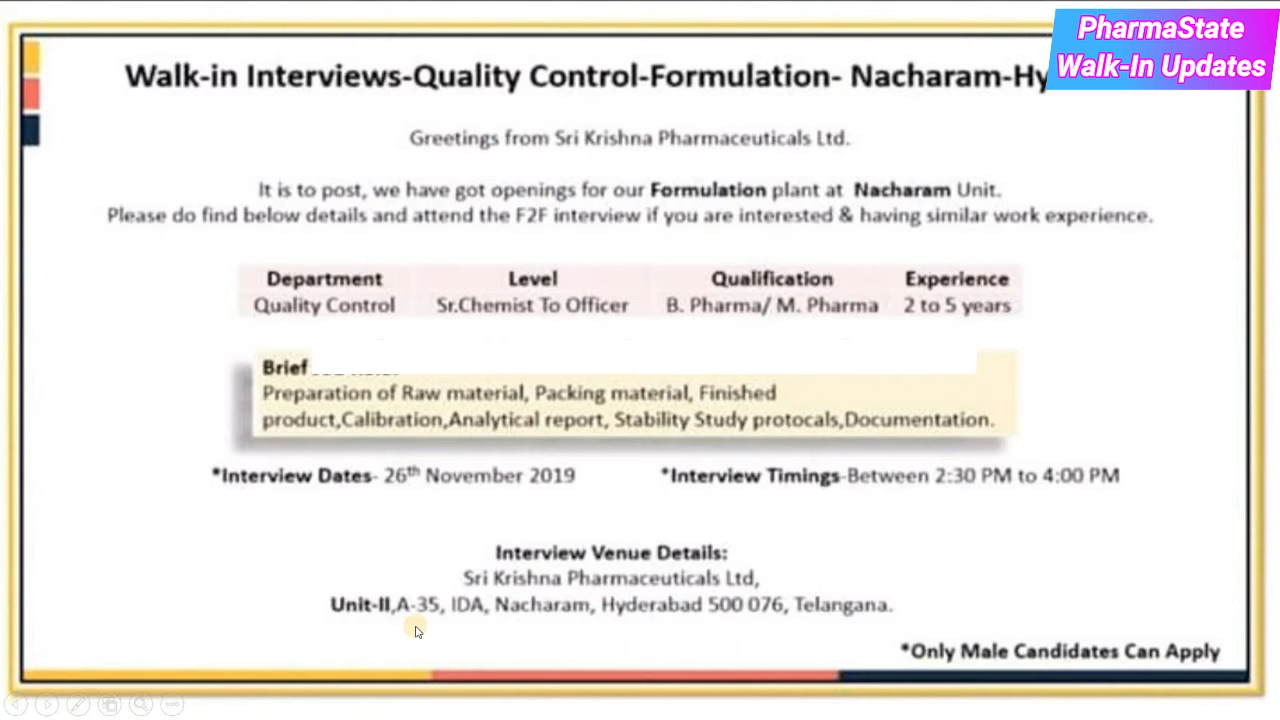 PharmaState
Walk-In Updates
Walk-in Interviews-Quality Control-Formulation- Nacharam-Hy
Greetings from Sri Krishna Pharmaceuticals Ltd.
It is to post, we have got openings for our Formulation plant at Nacharam Unit.
Please do find below details and attend the F2F interview if you are interested & having similar work experience.
Department Level Qualification Experience
Quality Control Sr.Chemist To Officer B. Pharma/ M. Pharma 2 to 5 years
Brief
Preparation of Raw material, Packing material, Finished
product,Calibration,Analytical report, Stability Study protocals,Documentation.
*Interview Dates- 26th November 2019 *Interview Timings-Between 2:30 PM to 4:00 PM
Interview Venue Details:
Sri Krishna Pharmaceuticals Ltd,
Unit-II,A-35, IDA, Nacharam, Hyderabad 500 076, Telangana.
*Only Male Candidates Can Apply